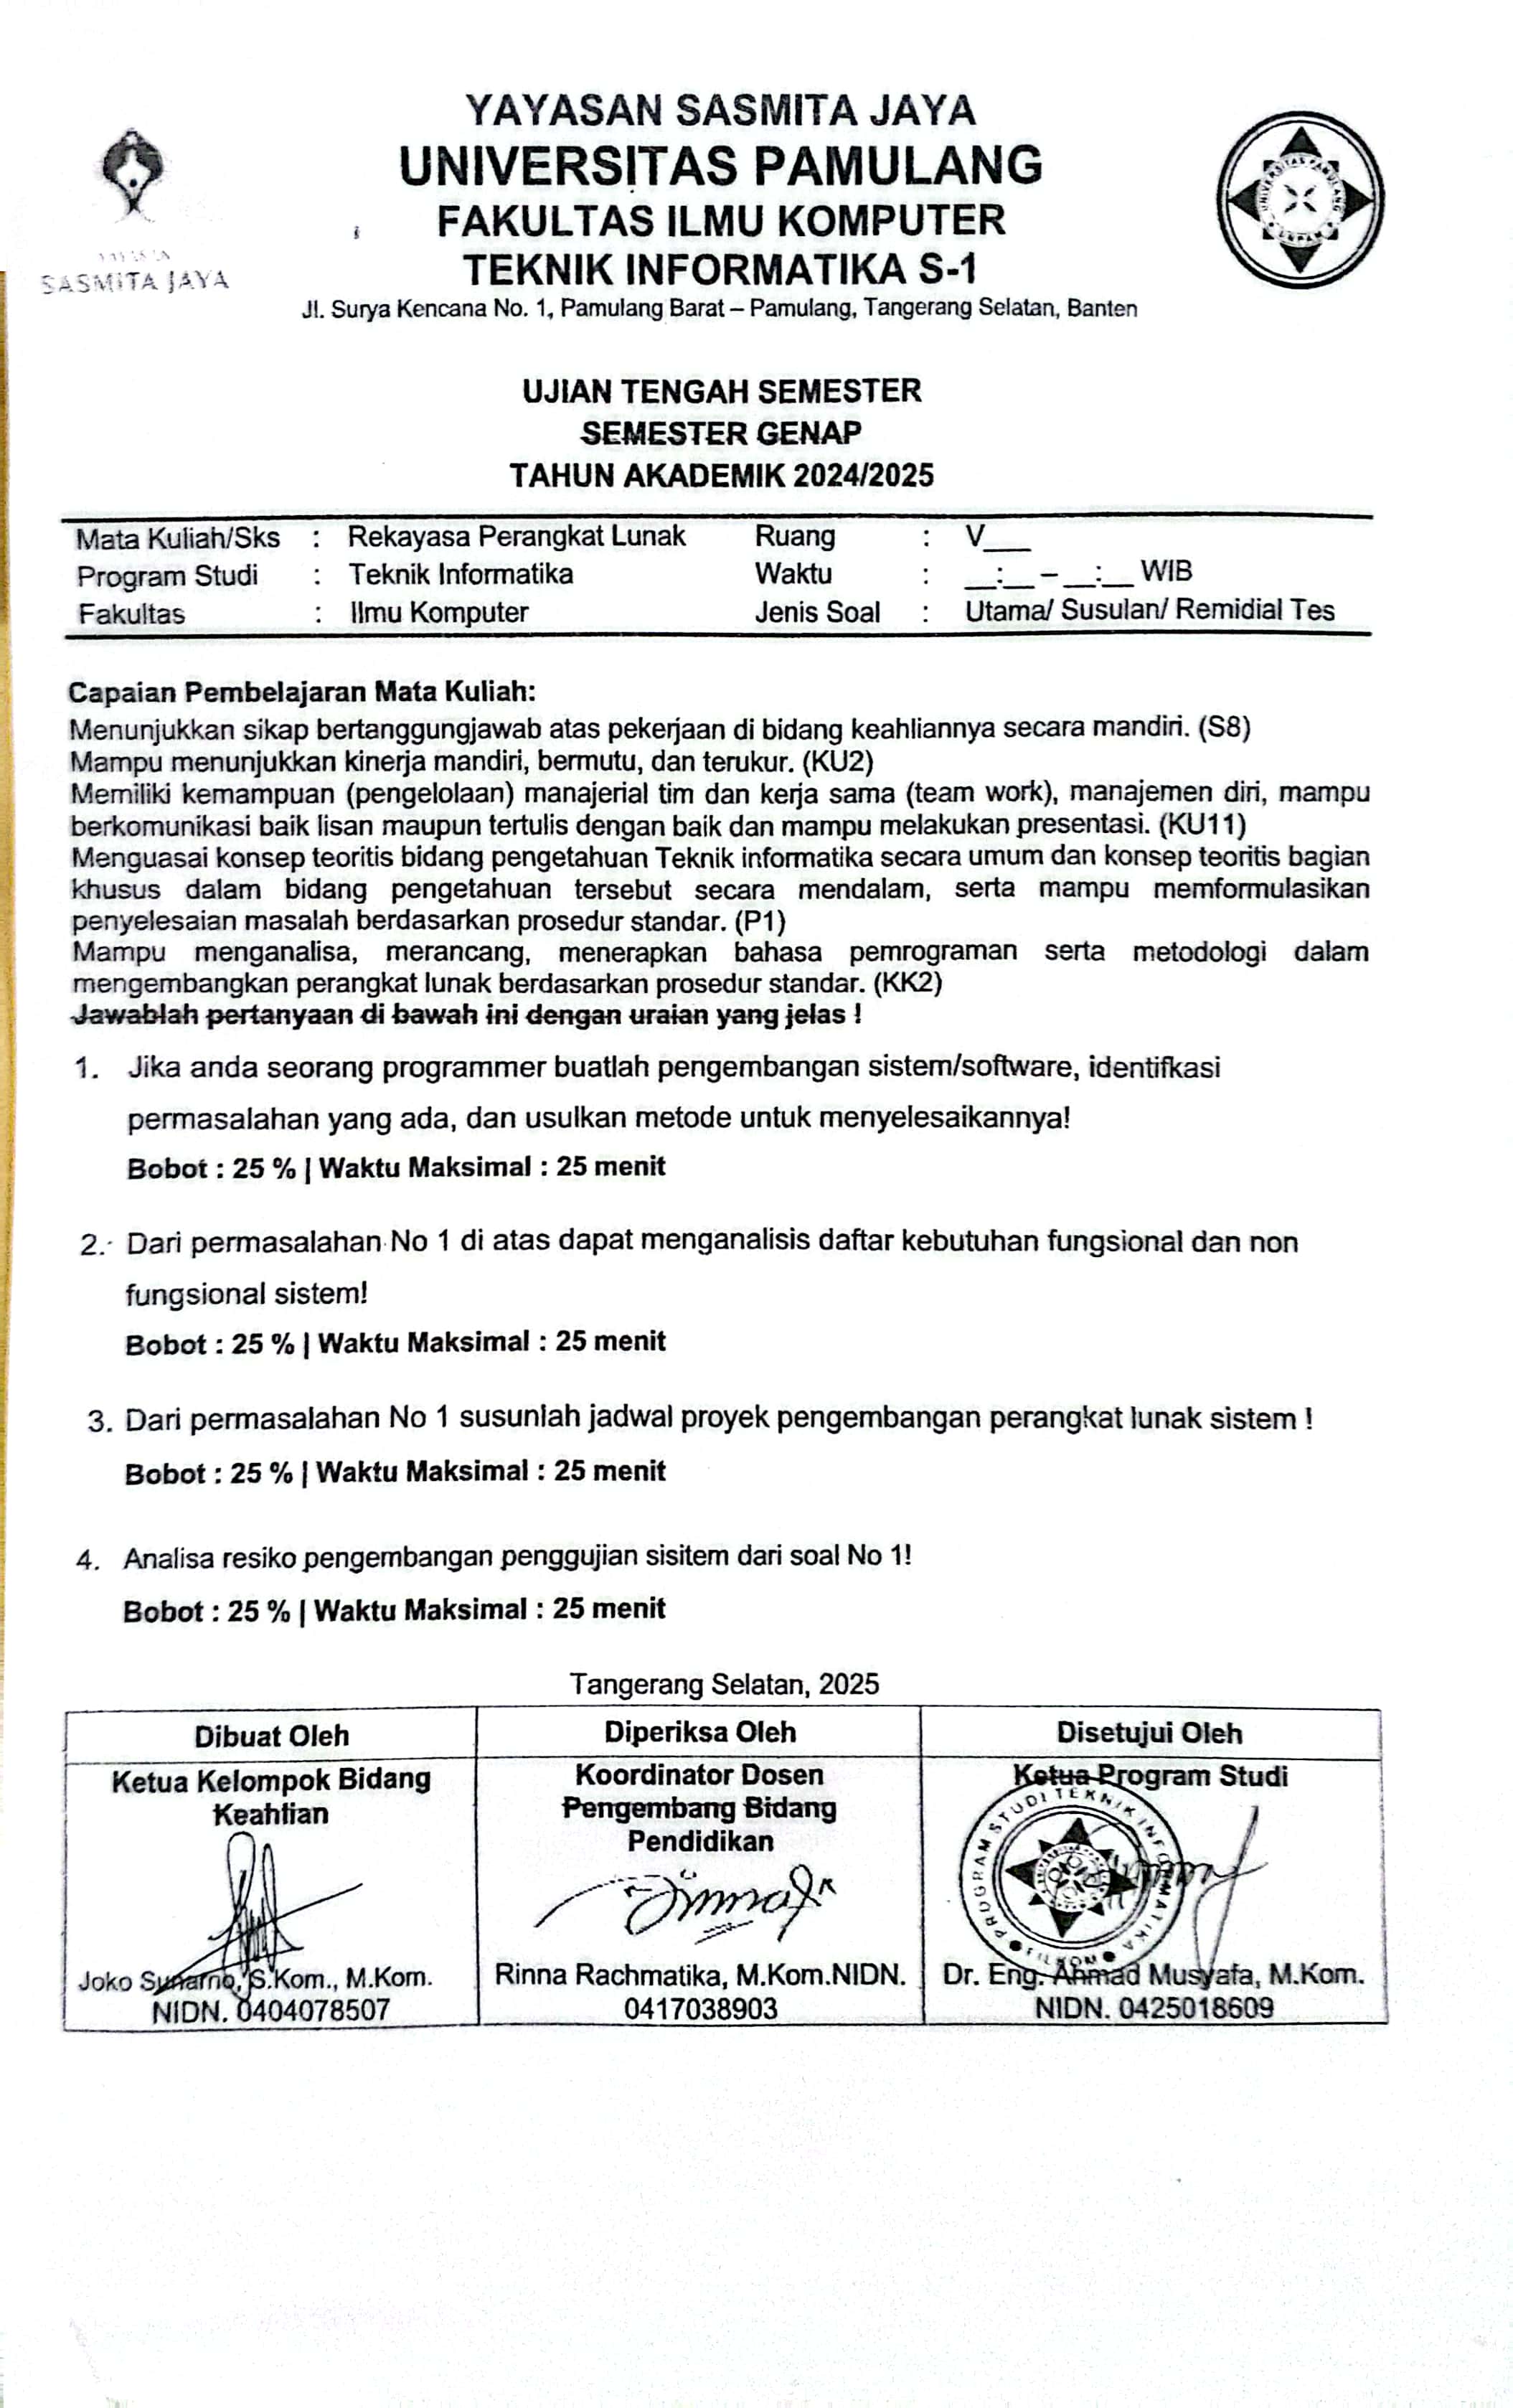 YAYASAN SASMITA JAYA
UNIVERSITAS PAMULANG
FAKULTAS ILMU KOMPUTER
TEKNIK INFORMATIKA S-1
Jl. Surya Kencana No. 1, Pamulang Barat – Pamulang, Tangerang Selatan, Banten
YAYASAN
SASMITA JAYA
UNIVERSITAS PAMULANG
UNPAM
UJIAN TENGAH SEMESTER
SEMESTER GENAP
TAHUN AKADEMIK 2024/2025
Mata Kuliah/Sks : Rekayasa Perangkat Lunak Ruang : V___
Program Studi : Teknik Informatika Waktu : __:__ – __:__ WIB
Fakultas : Ilmu Komputer Jenis Soal : Utama/ Susulan/ Remidial Tes
Capaian Pembelajaran Mata Kuliah:
Menunjukkan sikap bertanggungjawab atas pekerjaan di bidang keahliannya secara mandiri. (S8)
Mampu menunjukkan kinerja mandiri, bermutu, dan terukur. (KU2)
Memiliki kemampuan (pengelolaan) manajerial tim dan kerja sama (team work), manajemen diri, mampu
berkomunikasi baik lisan maupun tertulis dengan baik dan mampu melakukan presentasi. (KU11)
Menguasai konsep teoritis bidang pengetahuan Teknik informatika secara umum dan konsep teoritis bagian
khusus dalam bidang pengetahuan tersebut secara mendalam, serta mampu memformulasikan
penyelesaian masalah berdasarkan prosedur standar. (P1)
Mampu menganalisa, merancang, menerapkan bahasa pemrograman serta metodologi dalam
mengembangkan perangkat lunak berdasarkan prosedur standar. (KK2)
Jawablah pertanyaan di bawah ini dengan uraian yang jelas !
1. Jika anda seorang programmer buatlah pengembangan sistem/software, identifkasi
permasalahan yang ada, dan usulkan metode untuk menyelesaikannya!
Bobot : 25 % | Waktu Maksimal : 25 menit
2. Dari permasalahan No 1 di atas dapat menganalisis daftar kebutuhan fungsional dan non
fungsional sistem!
Bobot : 25 % | Waktu Maksimal : 25 menit
3. Dari permasalahan No 1 susunlah jadwal proyek pengembangan perangkat lunak sistem !
Bobot : 25 % | Waktu Maksimal : 25 menit
4. Analisa resiko pengembangan penggujian sisitem dari soal No 1!
Bobot : 25 % | Waktu Maksimal : 25 menit
Tangerang Selatan, 2025
Dibuat Oleh Diperiksa Oleh Disetujui Oleh
Ketua Kelompok Bidang
Keahlian
Koordinator Dosen
Pengembang Bidang
Pendidikan
Ketua Program Studi
PROGRAM STUDI TEKNIK INFORMATIKA
Joko Sunarno, S.Kom., M.Kom.
NIDN. 0404078507
Rinna Rachmatika, M.Kom.NIDN.
0417038903
Dr. Eng. Ahmad Musyafa, M.Kom.
NIDN. 0425018609